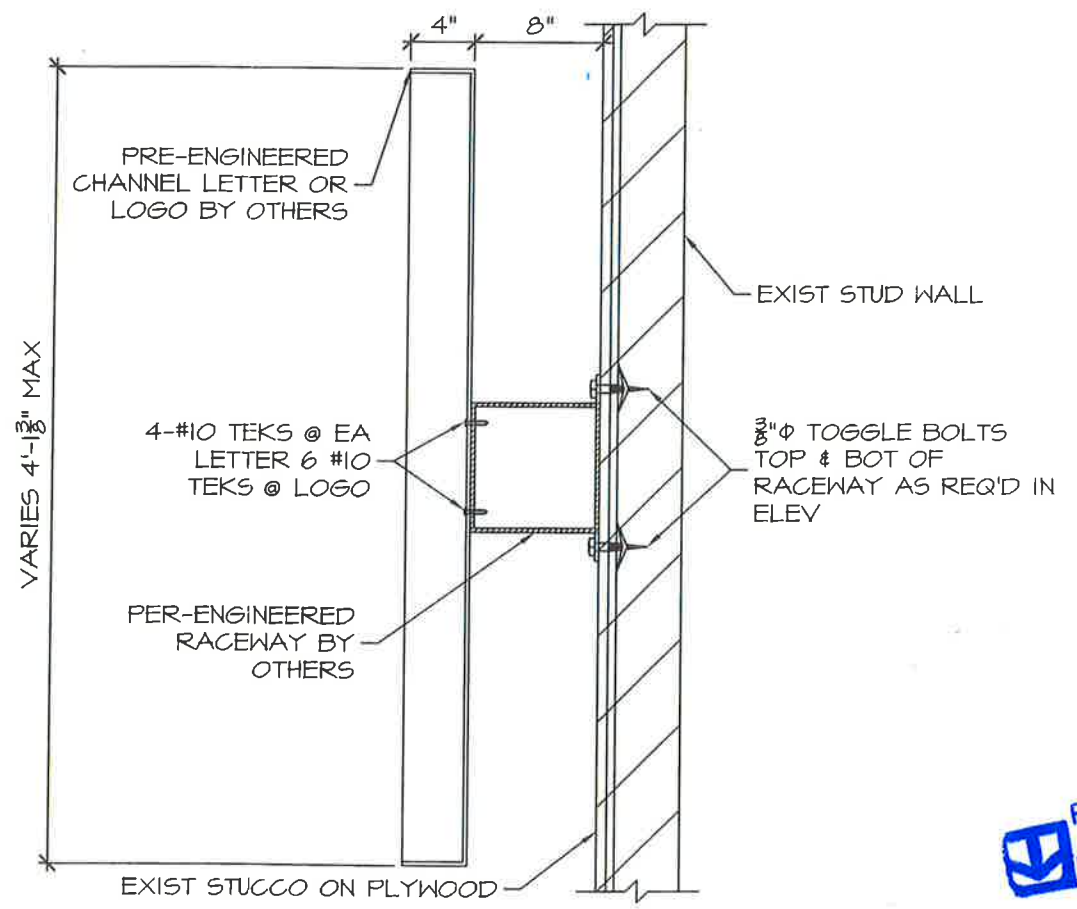 4" 8"
PRE-ENGINEERED
CHANNEL LETTER OR
LOGO BY OTHERS
EXIST STUD WALL
VARIES 4'-1 3/8" MAX
4-#10 TEKS @ EA
LETTER 6 #10
TEKS @ LOGO
3/8"Φ TOGGLE BOLTS
TOP & BOT OF
RACEWAY AS REQ'D IN
ELEV
PER-ENGINEERED
RACEWAY BY
OTHERS
EXIST STUCCO ON PLYWOOD